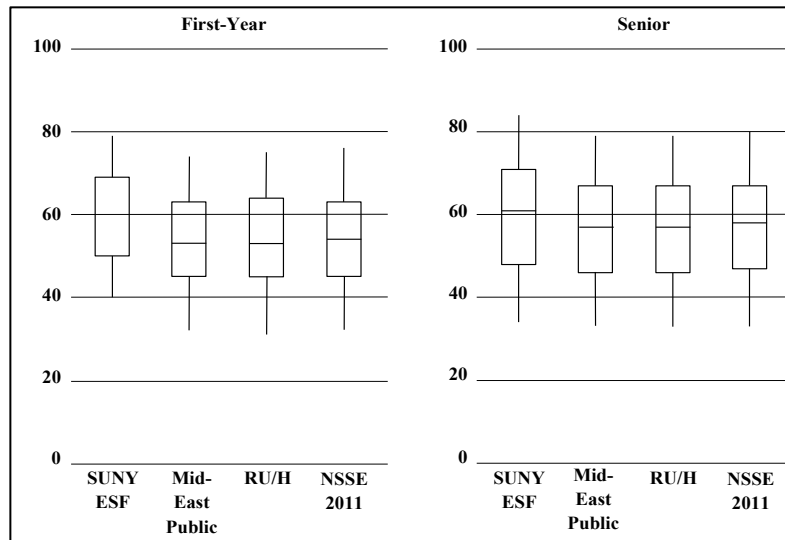 First-Year
100
80
60
40
20
0
SUNY ESF
Mid-East Public
RU/H
NSSE 2011
Senior
100
80
60
40
20
0
SUNY ESF
Mid-East Public
RU/H
NSSE 2011